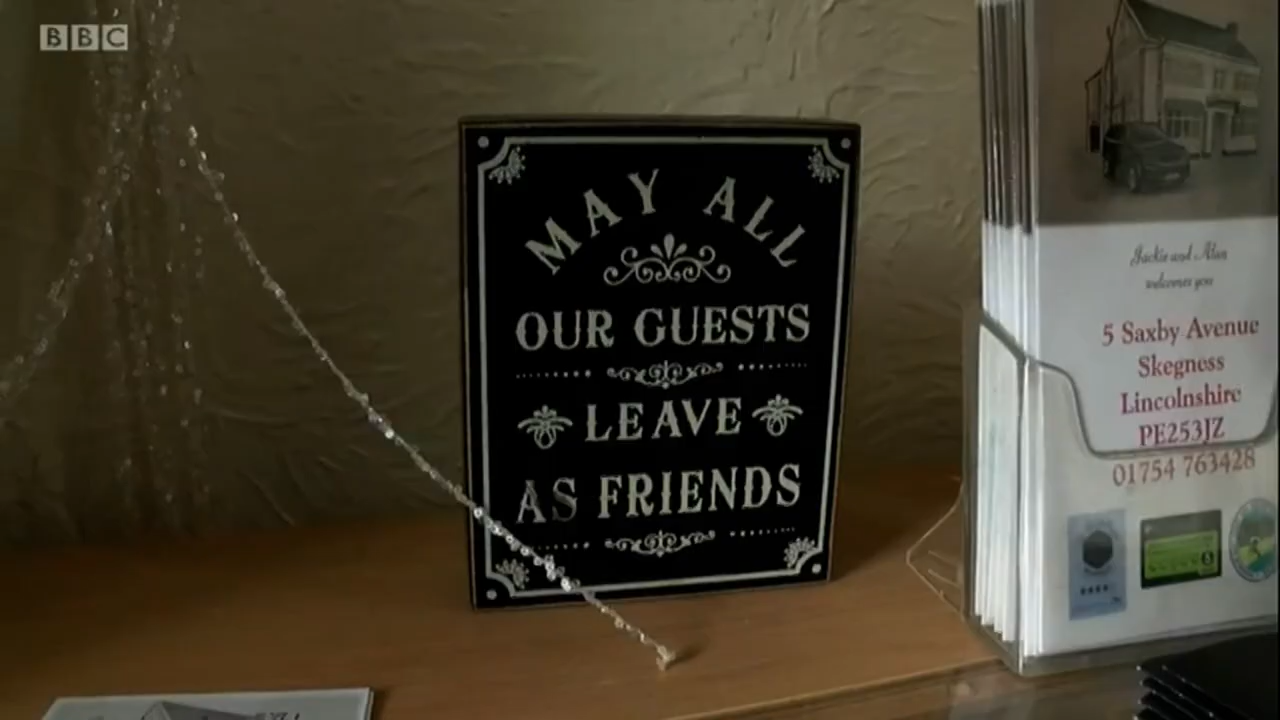 BBC
MAY ALL
OUR GUESTS
LEAVE
AS FRIENDS
Jackie and Alan
welcomes you
5 Saxby Avenue
Skegness
Lincolnshire
PE253JZ
01754 763428